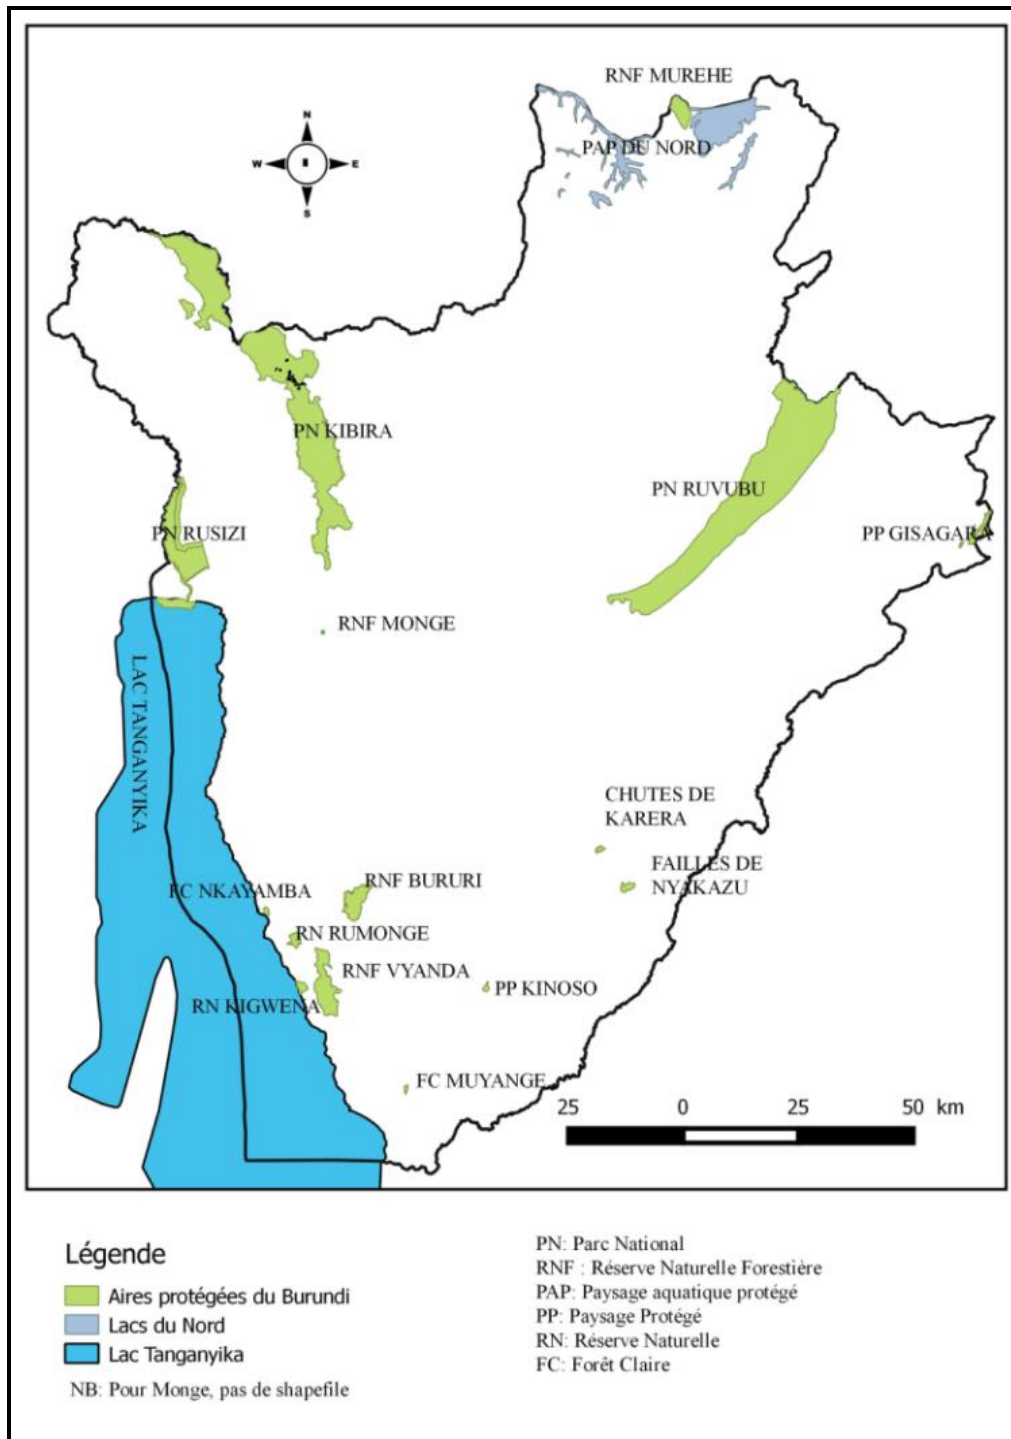 RNF MUREHE
N
W
E
S
PAP DU NORD
PN KIBIRA
PN RUVUBU
PN RUSIZI
PP GISAGARA
RNF MONGE
LAC TANGANYIKA
CHUTES DE
KARERA
FAILLES DE
NYAKAZU
RNF BURURI
FC NKAYAMBA
RN RUMONGE
RNF VYANDA
PP KINOSO
RN KIGWENA
FC MUYANGE
25 0 25 50 km
Légende
Aires protégées du Burundi
Lacs du Nord
Lac Tanganyika
NB: Pour Monge, pas de shapefile
PN: Parc National
RNF : Réserve Naturelle Forestière
PAP: Paysage aquatique protégé
PP: Paysage Protégé
RN: Réserve Naturelle
FC: Forêt Claire